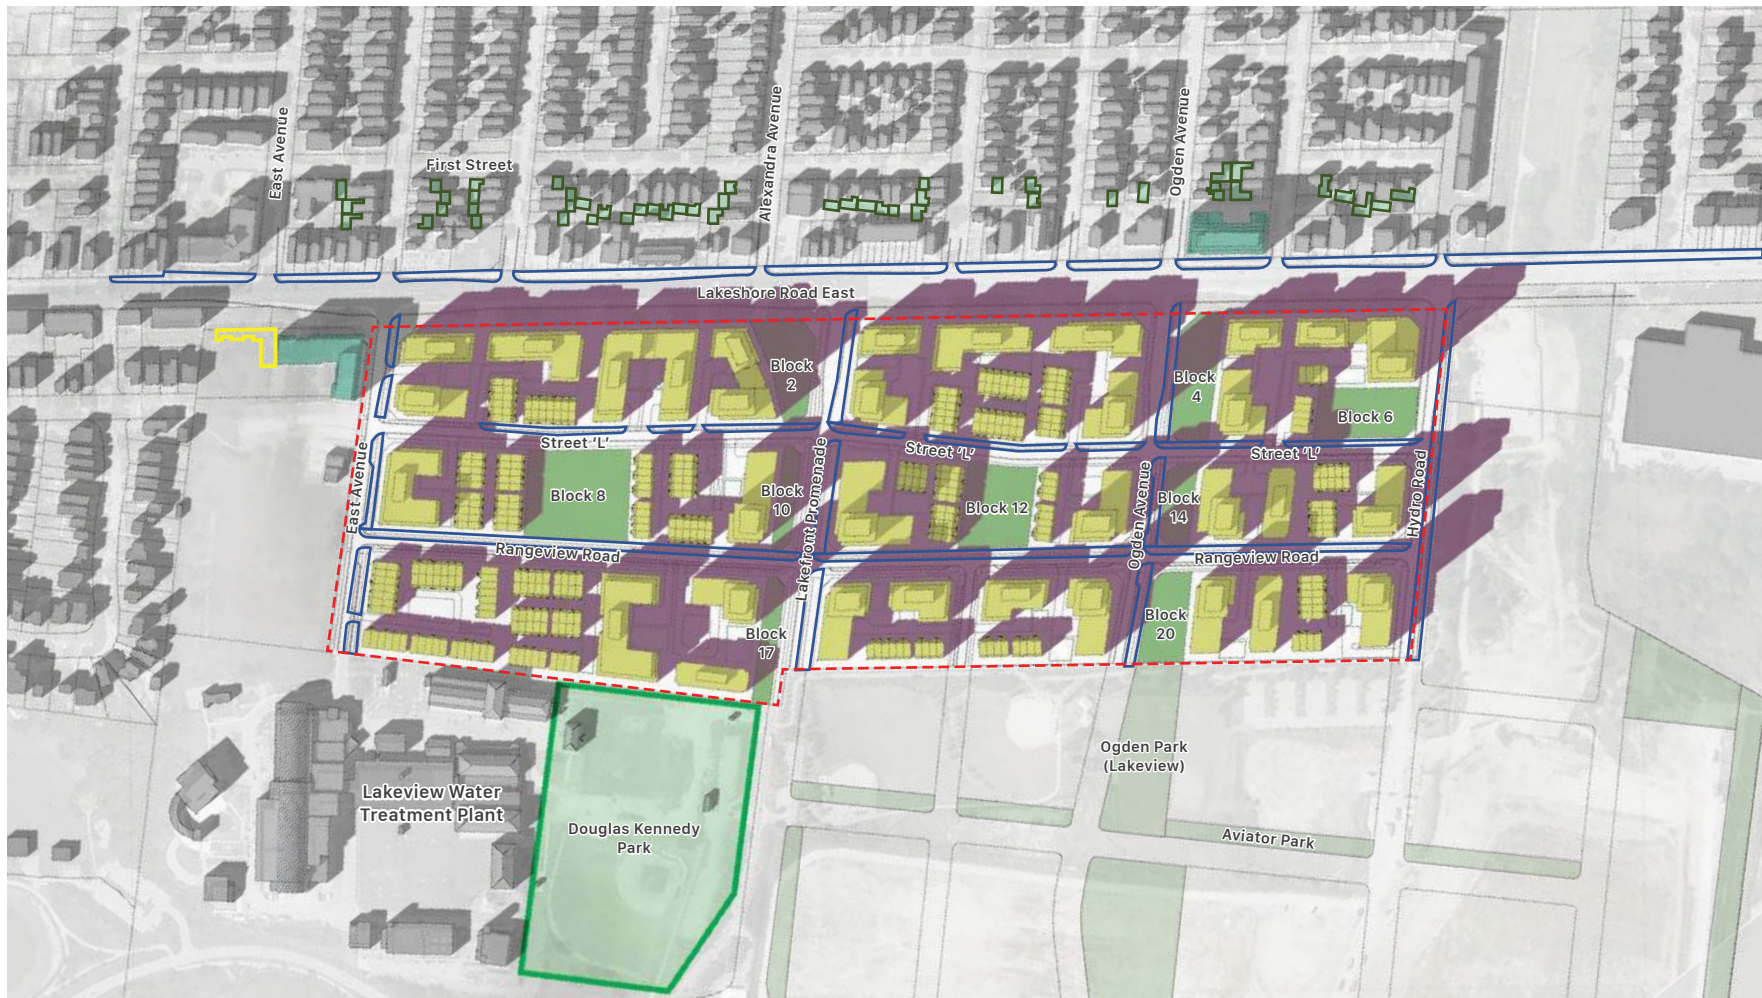 East Avenue
First Street
Alexandra Avenue
Ogden Avenue
Lakeshore Road East
Block
2
Block
4
Block 6
Street ‘L’
Street ‘L’
Street ‘L’
East Avenue
Block 8
Block
10
Lakefront Promenade
Block 12
Ogden Avenue
Block
14
Hydro Road
Rangeview Road
Rangeview Road
Block
17
Block
20
Lakeview Water
Treatment Plant
Douglas Kennedy
Park
Ogden Park
(Lakeview)
Aviator Park